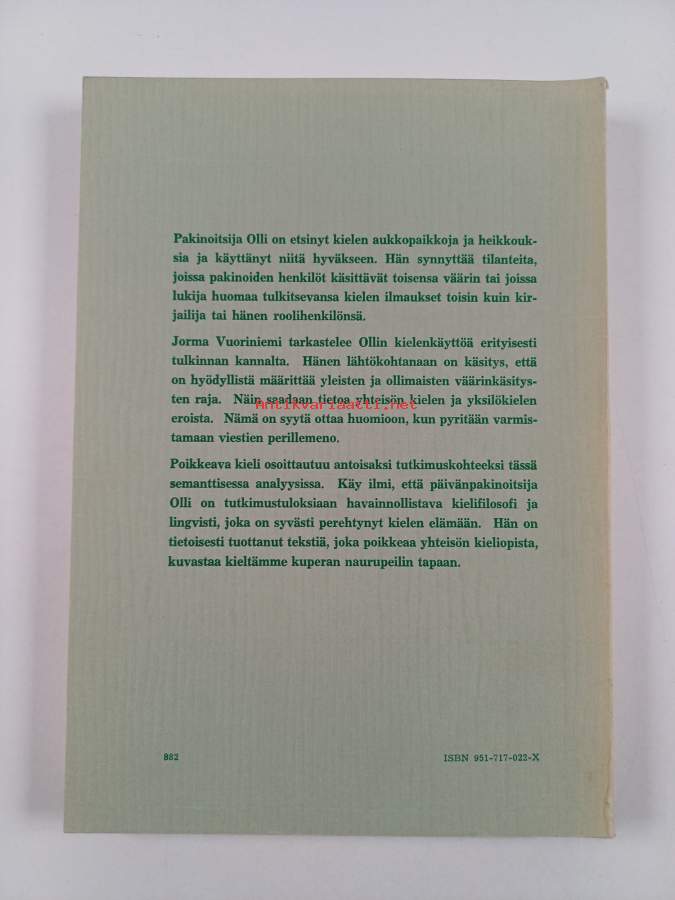 Pakinoitsija Olli on etsinyt kielen aukkopaikkoja ja heikkouk-
sia ja käyttänyt niitä hyväkseen. Hän synnyttää tilanteita,
joissa pakinoiden henkilöt käsittävät toisensa väärin tai joissa
lukija huomaa tulkitsevansa kielen ilmaukset toisin kuin kir-
jailija tai hänen roolihenkilönsä.
Jorma Vuoriniemi tarkastelee Ollin kielenkäyttöä erityisesti
tulkinnan kannalta. Hänen lähtökohtanaan on käsitys, että
on hyödyllistä määrittää yleisten ja ollimaisten väärinkäsitys-
ten raja. Näin saadaan tietoa yhteisön kielen ja yksilökielen
Antikvariaatti.net
eroista. Nämä on syytä ottaa huomioon, kun pyritään varmis-
tamaan viestien perillemeno.
Poikkeava kieli osoittautuu antoisaksi tutkimuskohteeksi tässä
semanttisessa analyysissa. Käy ilmi, että päivänpakinoitsija
Olli on tutkimustuloksiaan havainnollistava kielifilosofi ja
lingvisti, joka on syvästi perehtynyt kielen elämään. Hän on
tietoisesti tuottanut tekstiä, joka poikkeaa yhteisön kieliopista,
kuvastaa kieltämme kuperan naurupeilin tapaan.
882
ISBN 951-717-022-X